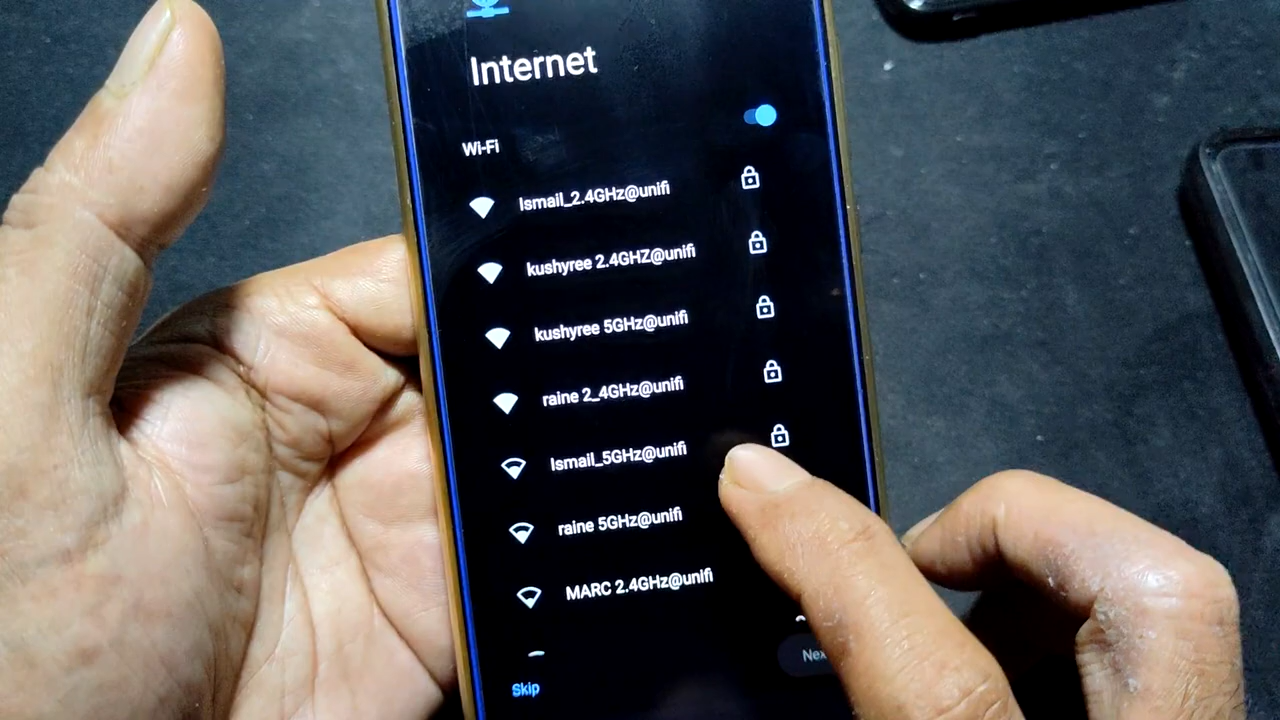 Internet
Wi-Fi
Ismail_2.4GHz@unifi
kushyree 2.4GHZ@unifi
kushyree 5GHz@unifi
raine 2_4GHz@unifi
Ismail_5GHz@unifi
raine 5GHz@unifi
MARC 2.4GHz@unifi
Skip